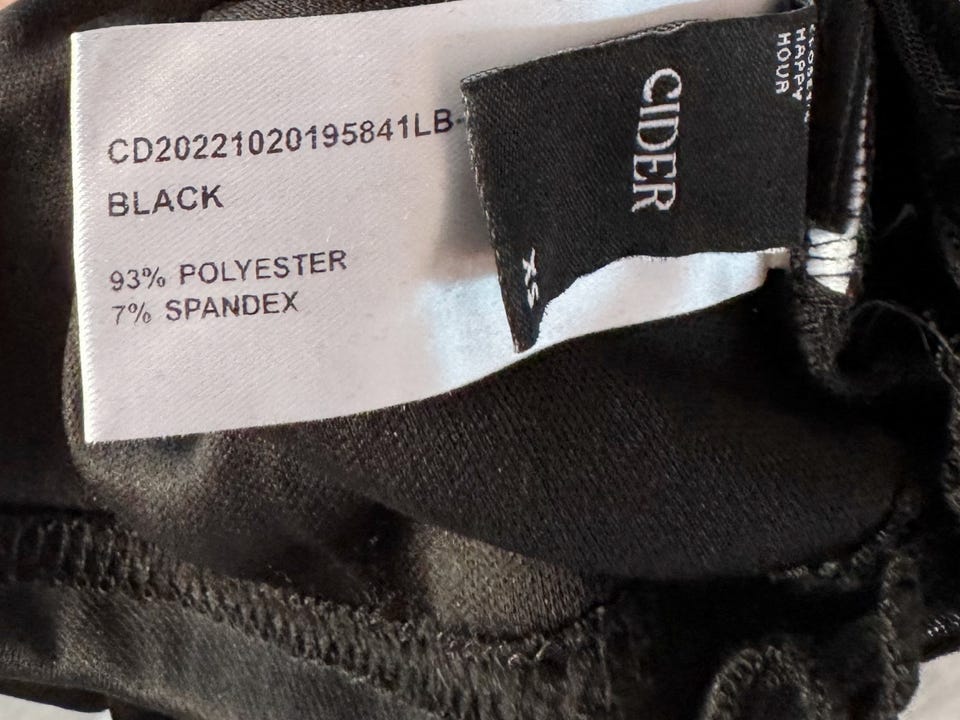 CD20221020195841LB-
BLACK
93% POLYESTER
7% SPANDEX
CIDER
XS
HAPPY
HOUR